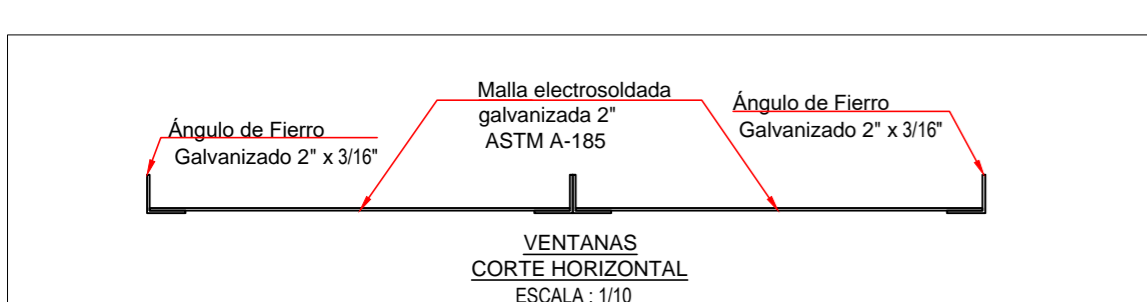 Malla electrosoldada
galvanizada 2"
ASTM A-185
Ángulo de Fierro
Galvanizado 2" x 3/16"
Ángulo de Fierro
Galvanizado 2" x 3/16"
VENTANAS
CORTE HORIZONTAL
ESCALA : 1/10